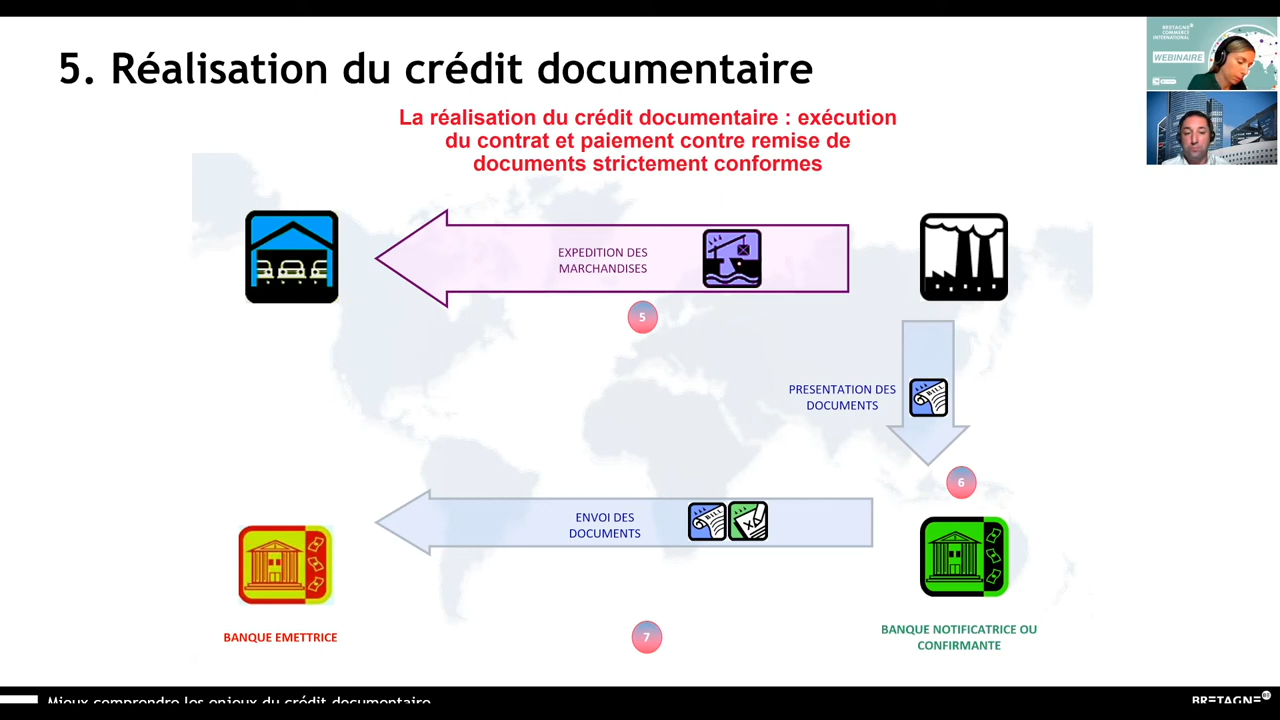 5. Réalisation du crédit documentaire
La réalisation du crédit documentaire : exécution
du contrat et paiement contre remise de
documents strictement conformes
BRETAGNE
COMMERCE
INTERNATIONAL
WEBINAIRE
EXPEDITION DES
MARCHANDISES
5
PRESENTATION DES
DOCUMENTS
BILL
6
ENVOI DES
DOCUMENTS
BILL
7
BANQUE EMETTRICE
BANQUE NOTIFICATRICE OU
CONFIRMANTE
Mieux comprendre les enjeux du crédit documentaire
BRETAGNE